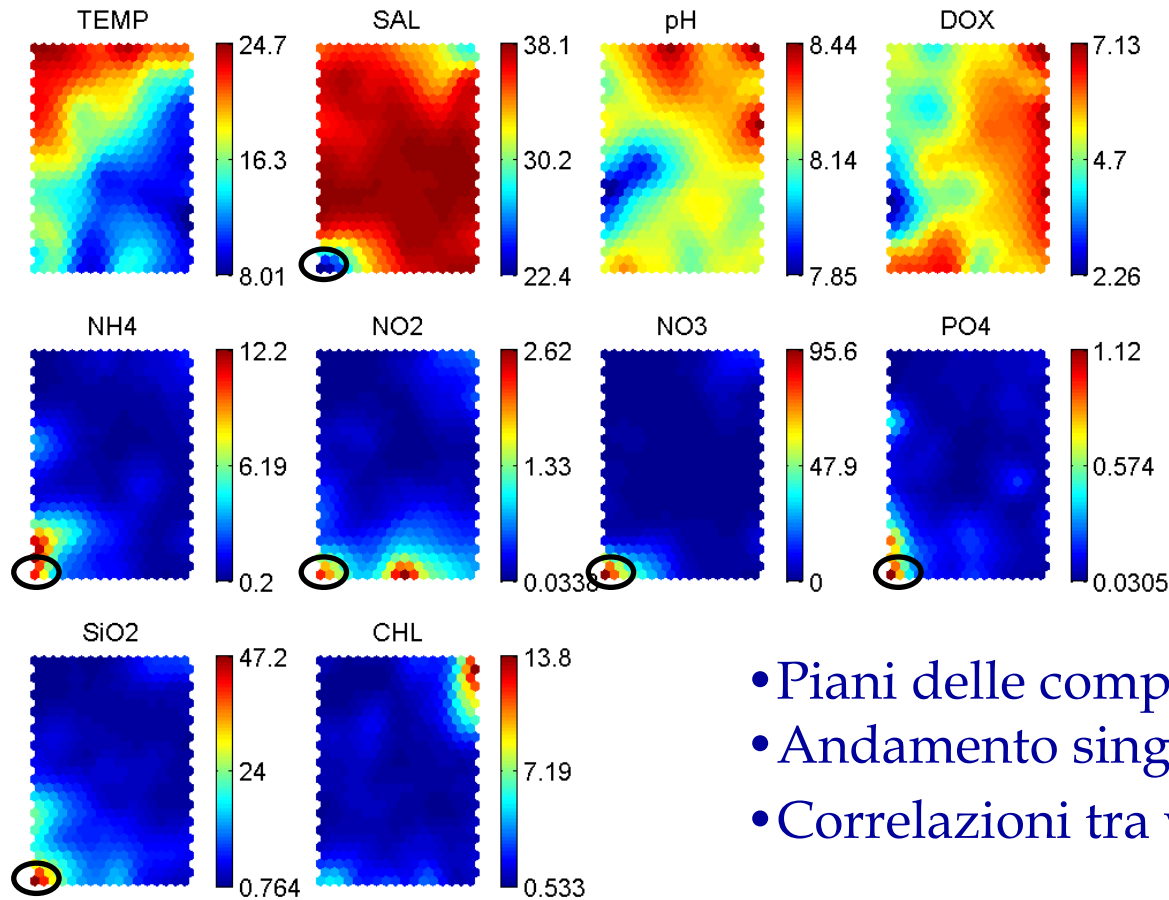 TEMP
SAL
pH
DOX
24.7
38.1
8.44
7.13
16.3
30.2
8.14
4.7
8.01
22.4
7.85
2.26
NH4
NO2
NO3
PO4
12.2
2.62
95.6
1.12
6.19
1.33
47.9
0.574
0.2
0.0338
0
0.0305
SiO2
CHL
47.2
13.8
24
7.19
0.764
0.533
•Piani delle comp
•Andamento sing
•Correlazioni tra